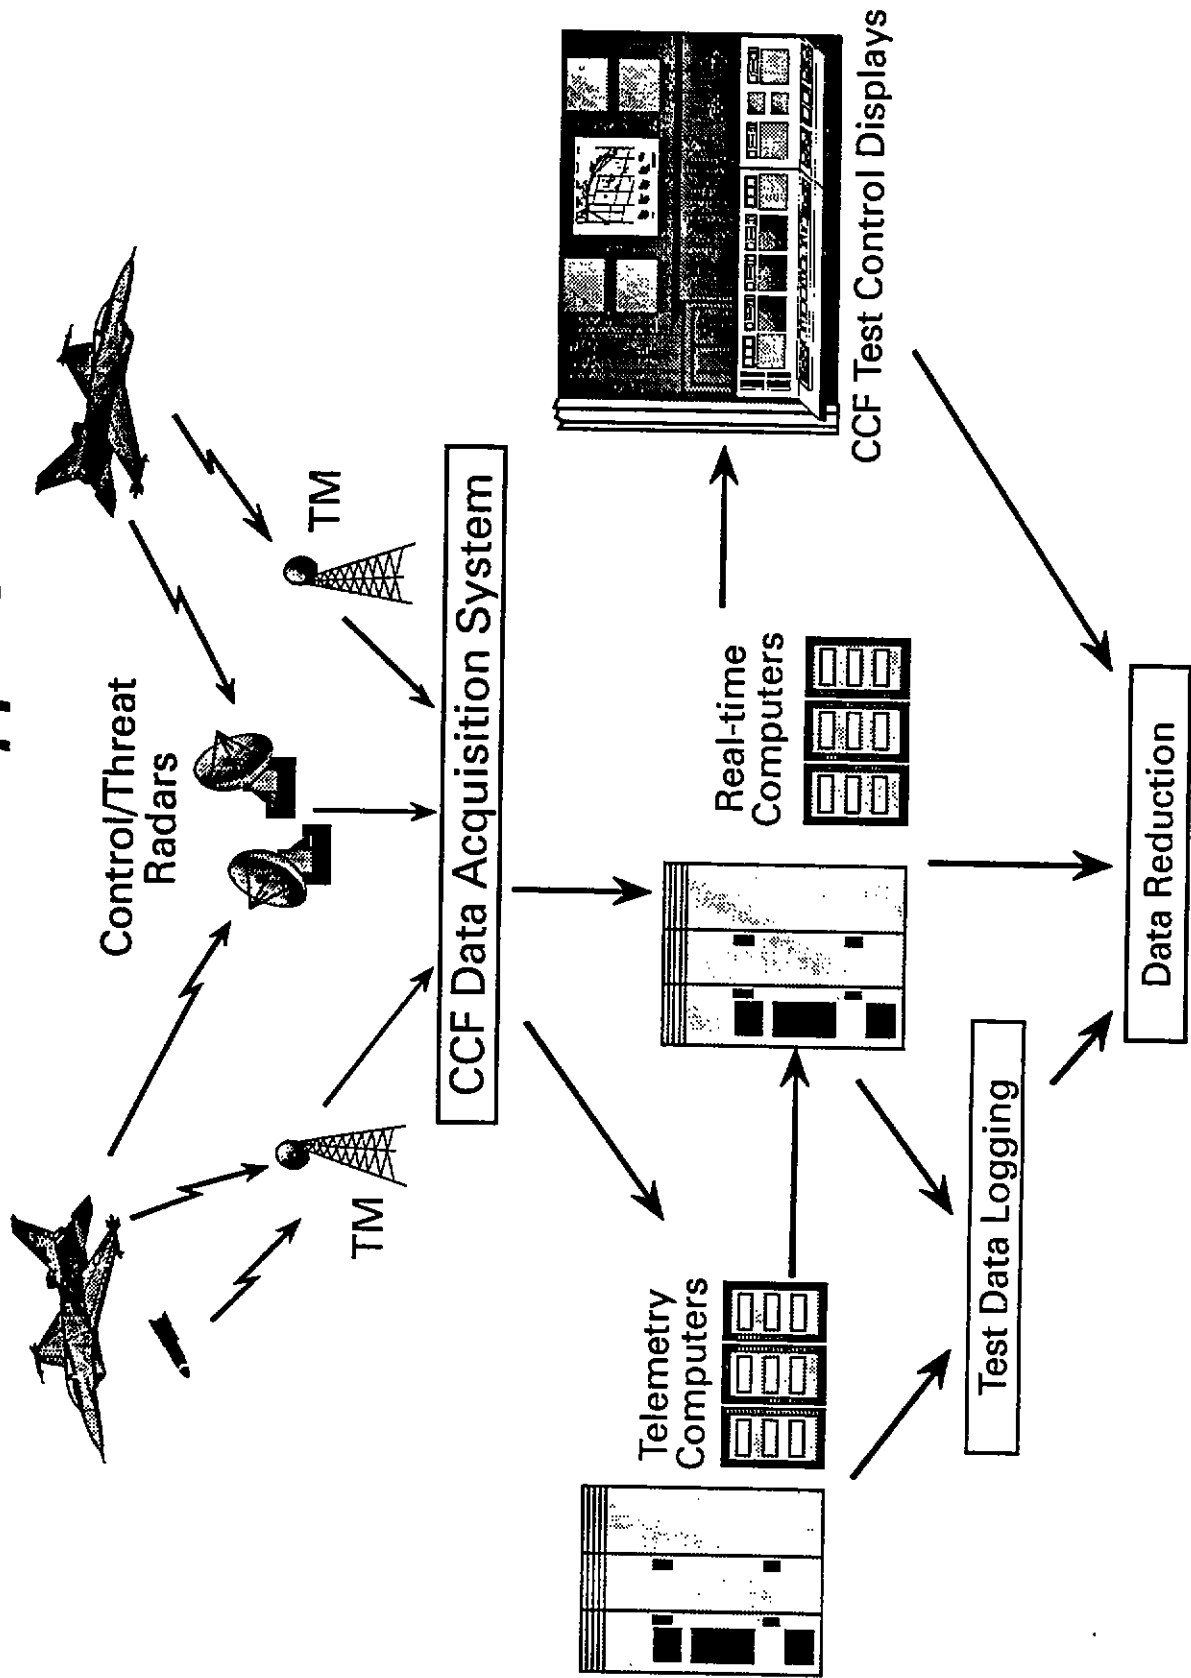 Control/Threat
Radars
TM
TM
CCF Data Acquisition System
Telemetry
Computers
Real-time
Computers
CCF Test Control Displays
Test Data Logging
Data Reduction